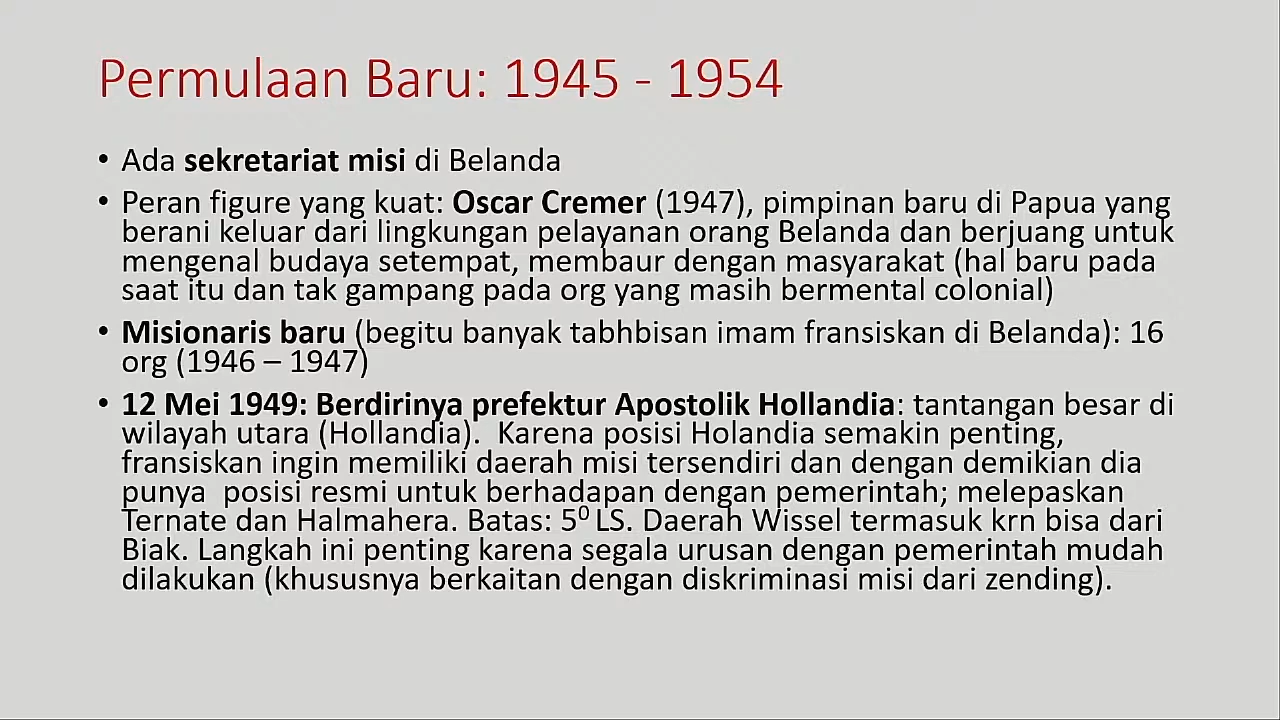 Permulaan Baru: 1945 - 1954
• Ada sekretariat misi di Belanda
• Peran figure yang kuat: Oscar Cremer (1947), pimpinan baru di Papua yang
berani keluar dari lingkungan pelayanan orang Belanda dan berjuang untuk
mengenal budaya setempat, membaur dengan masyarakat (hal baru pada
saat itu dan tak gampang pada org yang masih bermental colonial)
• Misionaris baru (begitu banyak tabhbisan imam fransiskan di Belanda): 16
org (1946 – 1947)
• 12 Mei 1949: Berdirinya prefektur Apostolik Hollandia: tantangan besar di
wilayah utara (Hollandia).  Karena posisi Holandia semakin penting,
fransiskan ingin memiliki daerah misi tersendiri dan dengan demikian dia
punya  posisi resmi untuk berhadapan dengan pemerintah; melepaskan
Ternate dan Halmahera. Batas: 5⁰ LS. Daerah Wissel termasuk krn bisa dari
Biak. Langkah ini penting karena segala urusan dengan pemerintah mudah
dilakukan (khususnya berkaitan dengan diskriminasi misi dari zending).